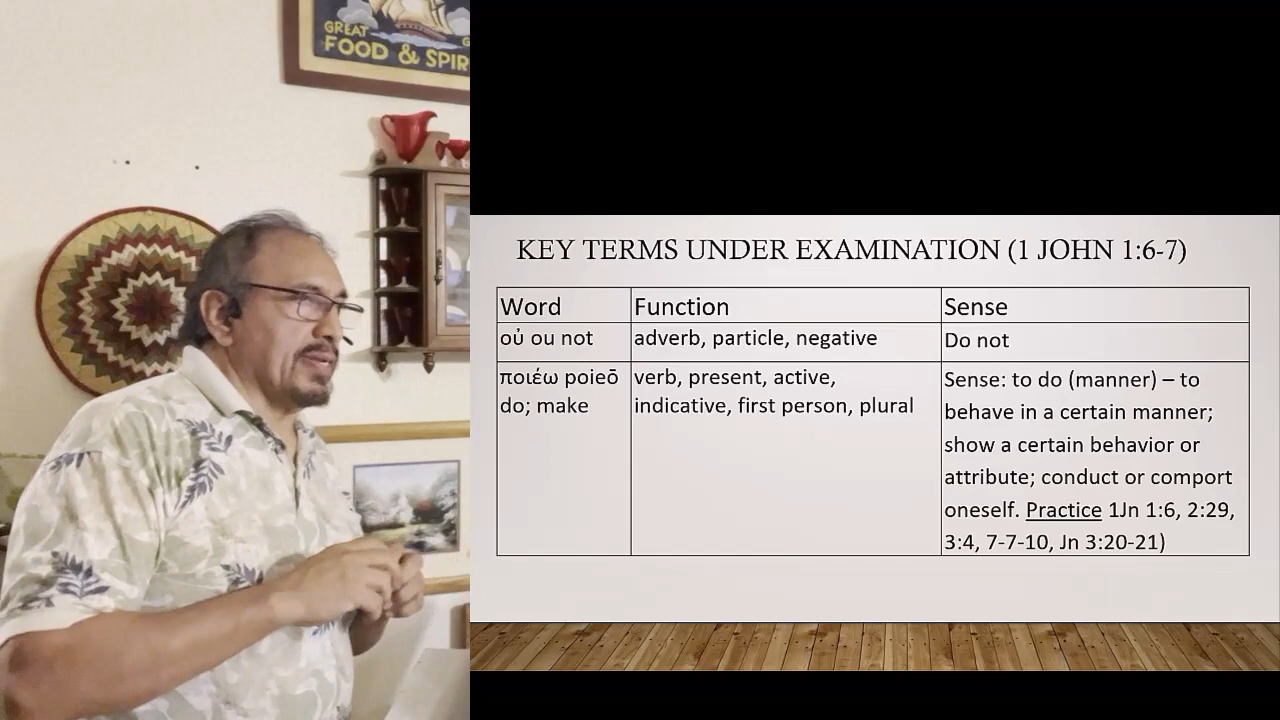 GREAT
FOOD & SPIR
KEY TERMS UNDER EXAMINATION (1 JOHN 1:6-7)
Word Function Sense
οὐ ou not adverb, particle, negative Do not
ποιέω poieō verb, present, active, Sense: to do (manner) – to
do; make indicative, first person, plural behave in a certain manner;
show a certain behavior or
attribute; conduct or comport
oneself. Practice 1Jn 1:6, 2:29,
3:4, 7-7-10, Jn 3:20-21)